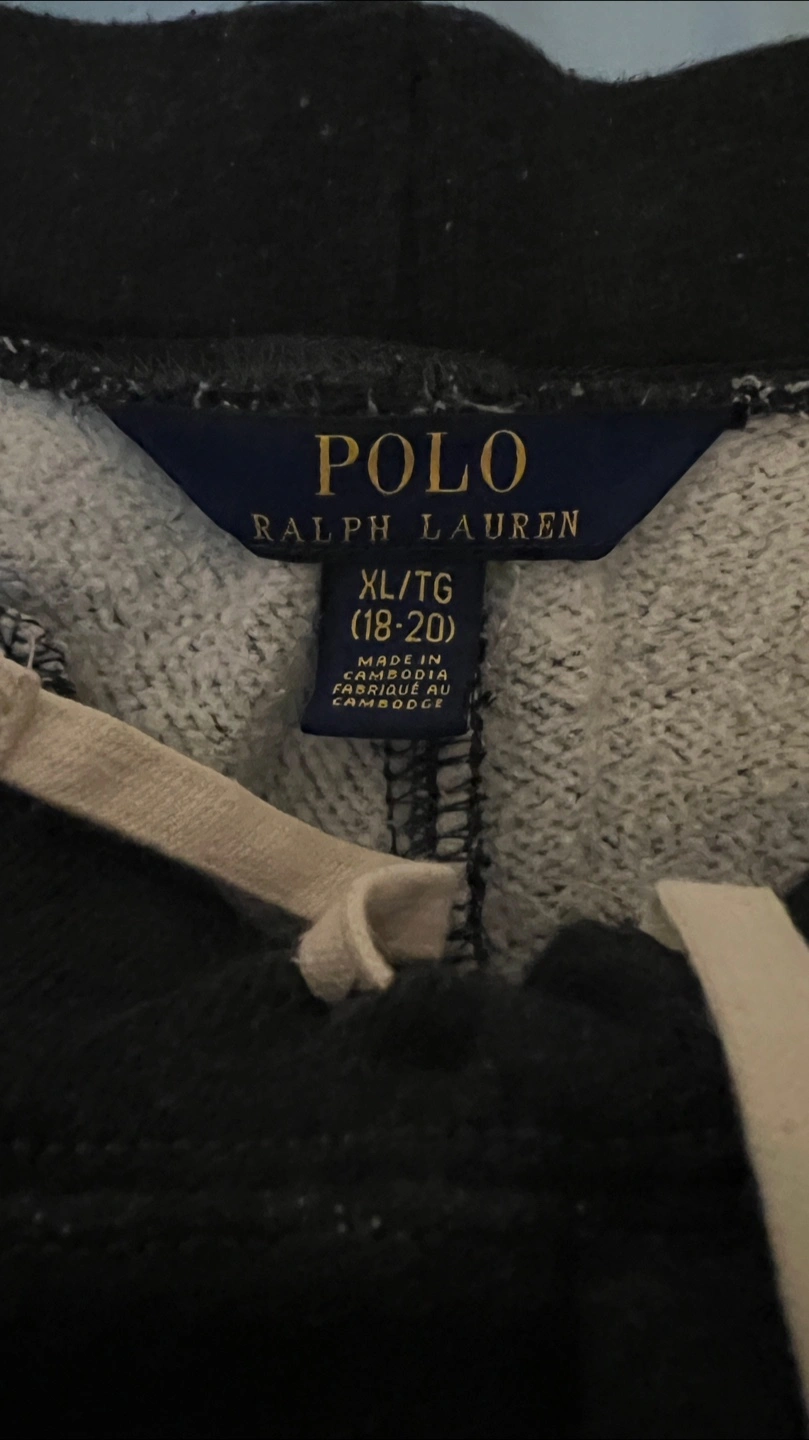 POLO
RALPH LAUREN
XL/TG
(18-20)
MADE IN
CAMBODIA
FABRIQUÉ AU
CAMBODGE